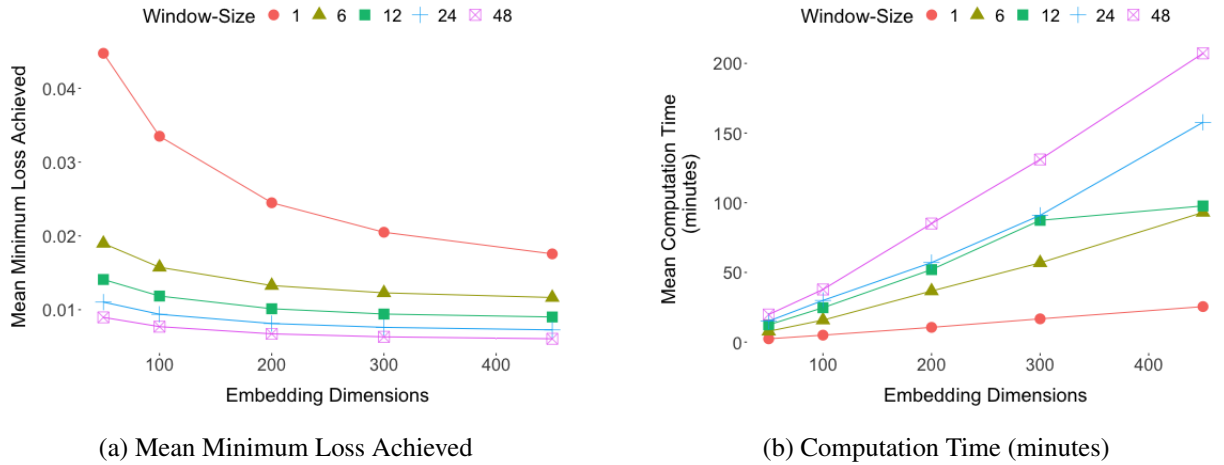 Window-Size 1 6 12 24 48
Mean Minimum Loss Achieved
0.04
0.03
0.02
0.01
100 200 300 400
Embedding Dimensions
(a) Mean Minimum Loss Achieved
Window-Size 1 6 12 24 48
Mean Computation Time
(minutes)
200
150
100
50
0
100 200 300 400
Embedding Dimensions
(b) Computation Time (minutes)